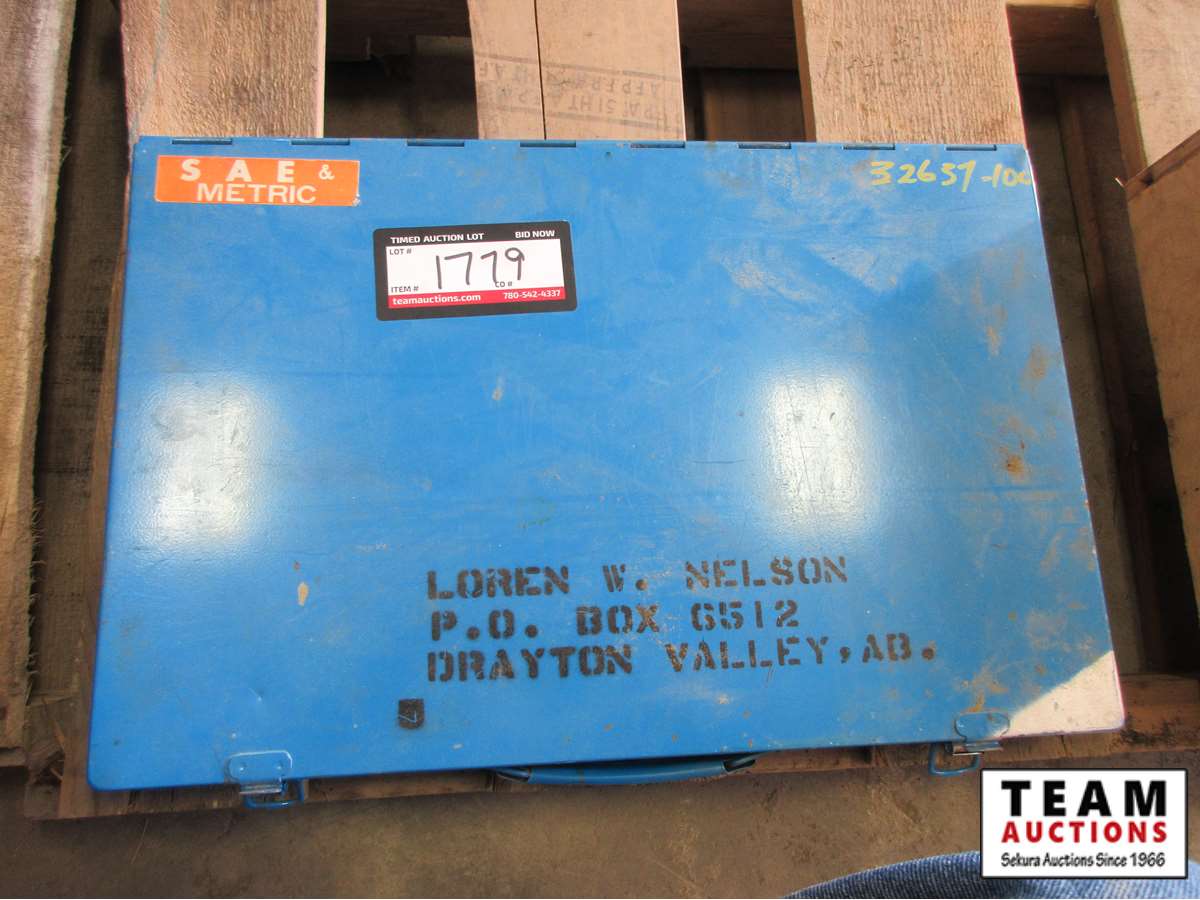 S A E &
METRIC
32637-100
TIMED AUCTION LOT BID NOW
LOT #
1779
ITEM # CO #
teamauctions.com 780-542-4337
LOREN W. NELSON
P.O. BOX 6512
DRAYTON VALLEY, AB.
TEAM
AUCTIONS
Sekura Auctions Since 1966